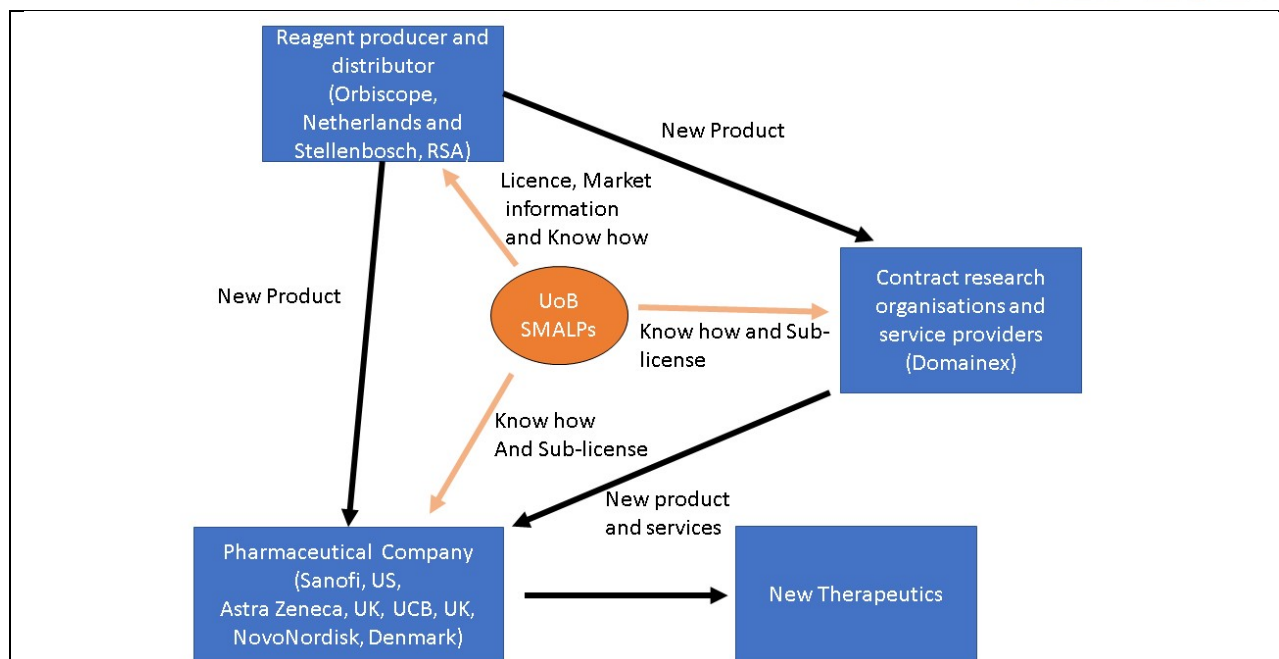 Reagent producer and
distributor
(Orbiscope,
Netherlands and
Stellenbosch, RSA)
New Product
Licence, Market
information
and Know how
New Product
UoB
SMALPs
Know how and Sub-
license
Contract research
organisations and
service providers
(Domainex)
Know how
And Sub-license
New product
and services
Pharmaceutical Company
(Sanofi, US,
Astra Zeneca, UK, UCB, UK,
NovoNordisk, Denmark)
New Therapeutics